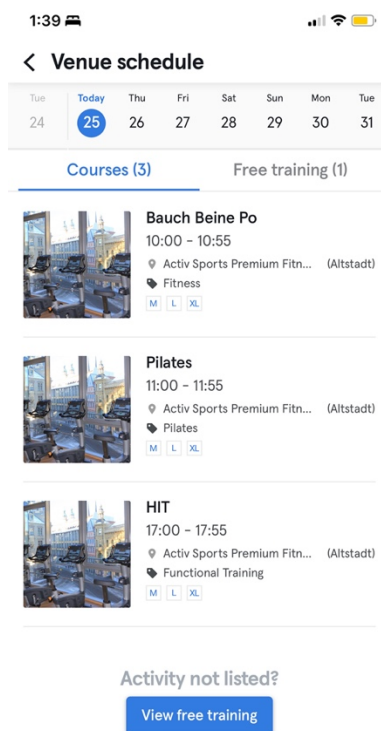 1:39
Venue schedule
Tue Today Thu Fri Sat Sun Mon Tue
24 25 26 27 28 29 30 31
Courses (3) Free training (1)
Bauch Beine Po
10:00 - 10:55
Activ Sports Premium Fitn... (Altstadt)
Fitness
M L XL
Pilates
11:00 - 11:55
Activ Sports Premium Fitn... (Altstadt)
Pilates
M L XL
HIT
17:00 - 17:55
Activ Sports Premium Fitn... (Altstadt)
Functional Training
M L XL
Activity not listed?
View free training